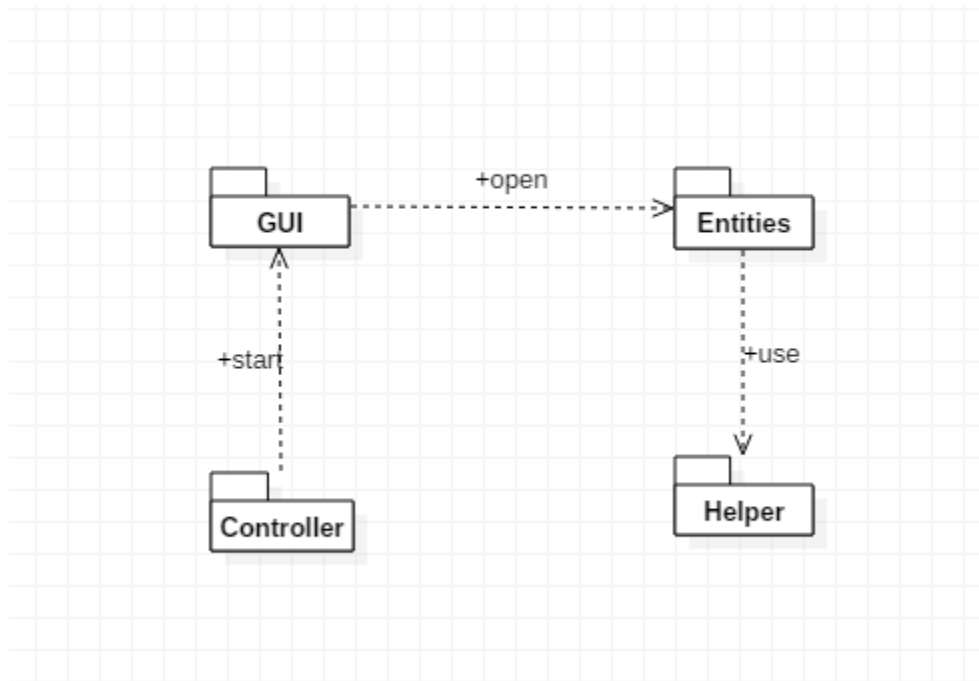 +open
GUI
Entities
+start
+use
Controller
Helper